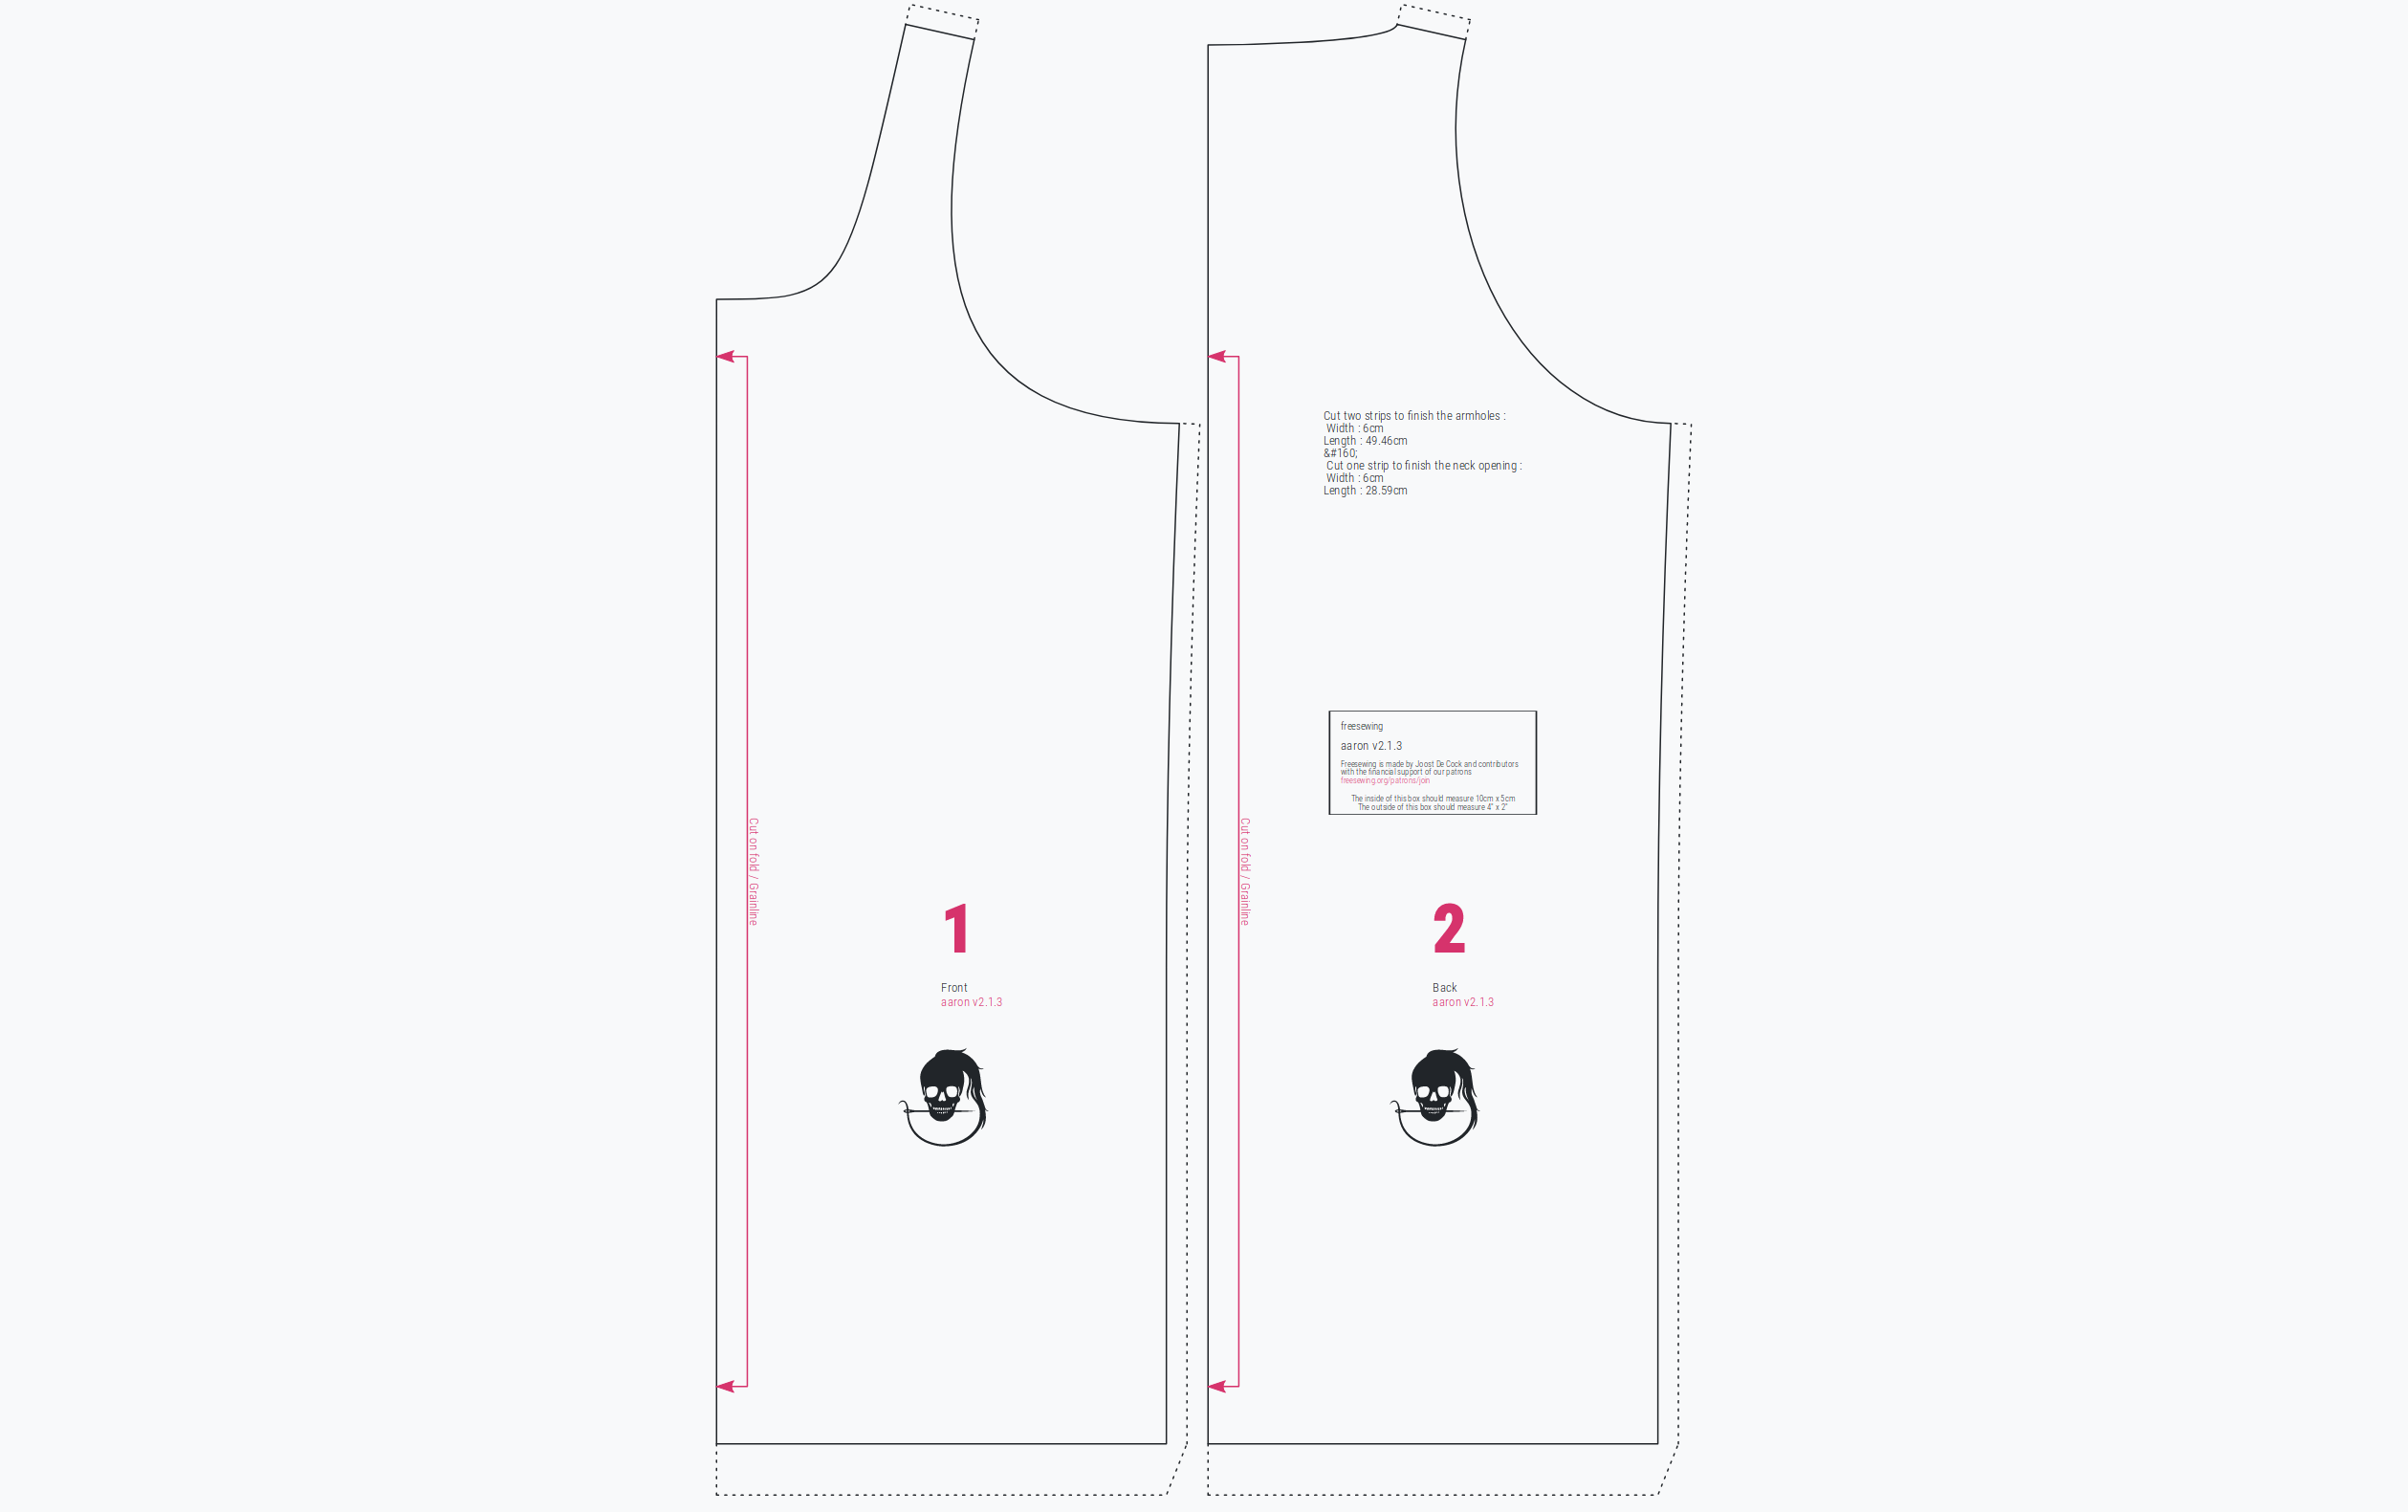 Cut on fold / Grainline
1
Front
aaron v2.1.3
Cut on fold / Grainline
Cut two strips to finish the armholes :
Width : 6cm
Length : 49.46cm
&#160;
Cut one strip to finish the neck opening :
Width : 6cm
Length : 28.59cm
freesewing
aaron v2.1.3
Freesewing is made by Joost De Cock and contributors
with the financial support of our patrons
freesewing.org/patrons/join
The inside of this box should measure 10cm x 5cm
The outside of this box should measure 4" x 2"
2
Back
aaron v2.1.3